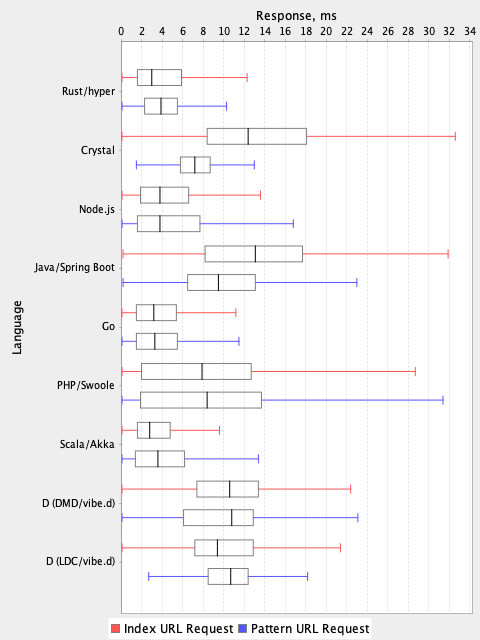 Response, ms
0 2 4 6 8 10 12 14 16 18 20 22 24 26 28 30 32 34
Language
Rust/hyper
Crystal
Node.js
Java/Spring Boot
Go
PHP/Swoole
Scala/Akka
D (DMD/vibe.d)
D (LDC/vibe.d)
Index URL Request Pattern URL Request